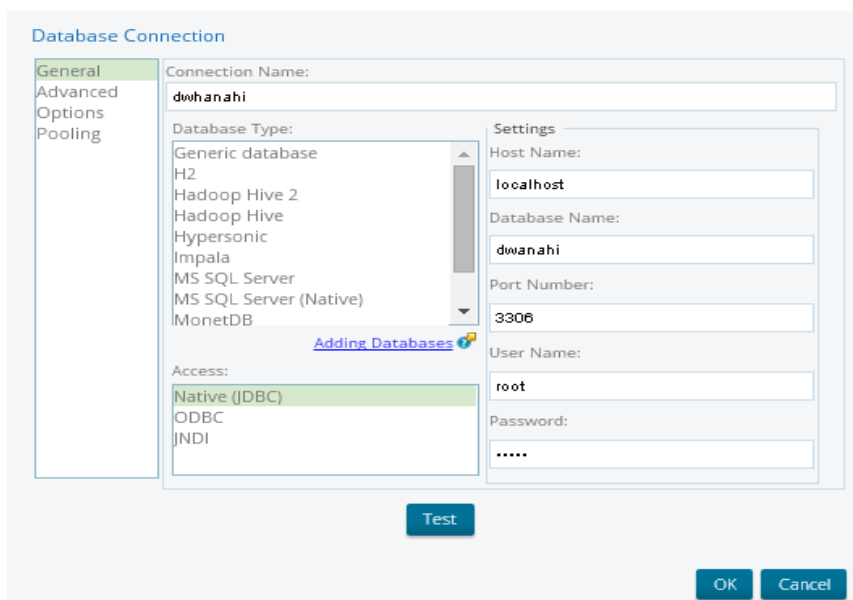 Database Connection
General
Advanced
Options
Pooling
Connection Name:
dwhanahi
Database Type:
Generic database
H2
Hadoop Hive 2
Hadoop Hive
Hypersonic
Impala
MS SQL Server
MS SQL Server (Native)
MonetDB
Adding Databases
Access:
Native (JDBC)
ODBC
JNDI
Settings
Host Name:
localhost
Database Name:
dwanahi
Port Number:
3306
User Name:
root
Password:
•••••
Test
OK
Cancel